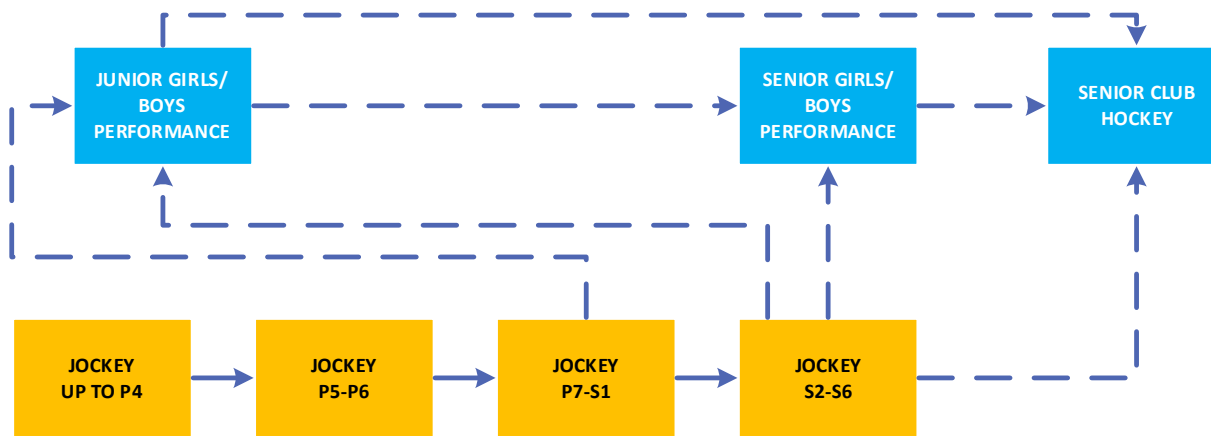 JUNIOR GIRLS/
BOYS
PERFORMANCE
SENIOR GIRLS/
BOYS
PERFORMANCE
SENIOR CLUB
HOCKEY
JOCKEY
UP TO P4
JOCKEY
P5-P6
JOCKEY
P7-S1
JOCKEY
S2-S6